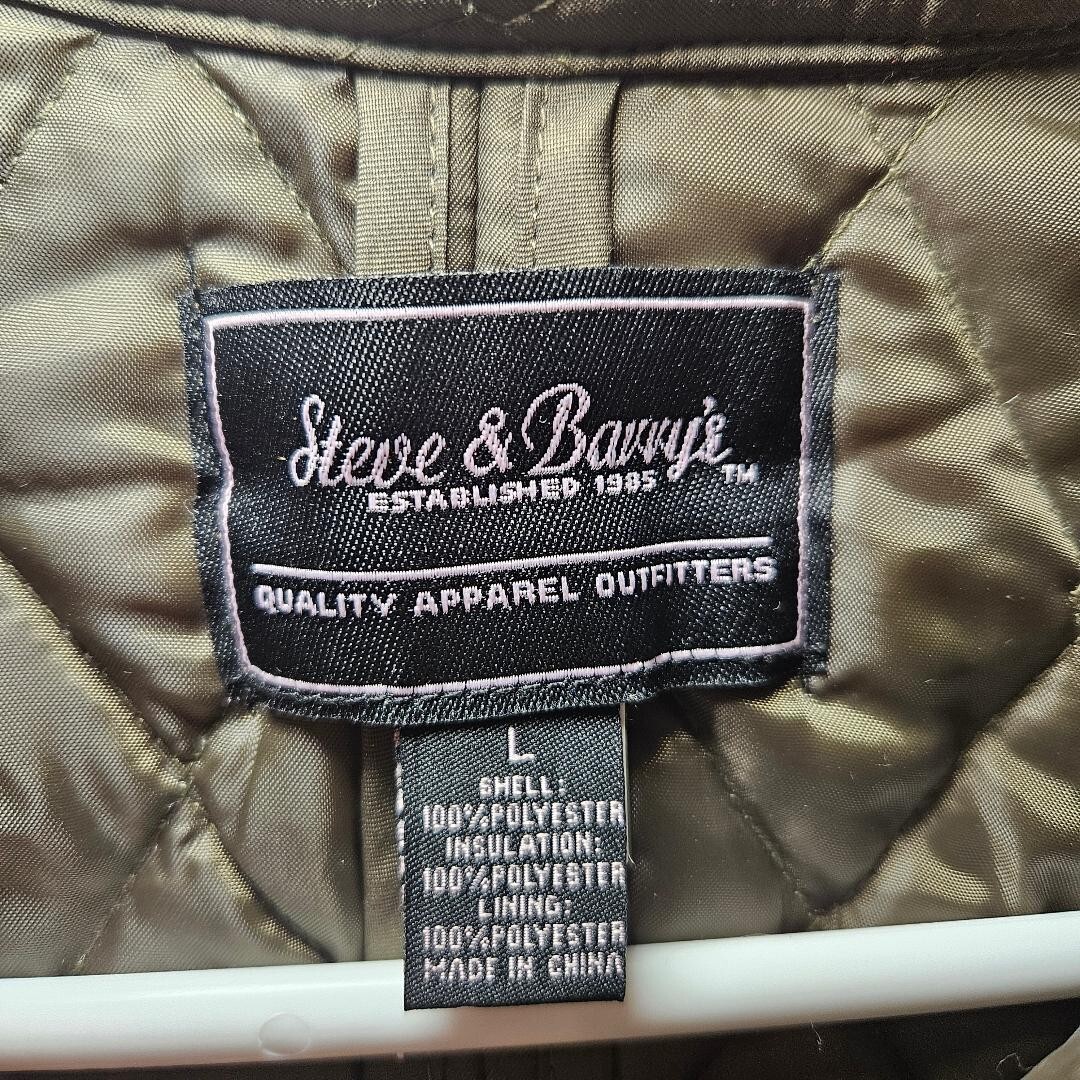 Steve & Barry's™
ESTABLISHED 1985
QUALITY APPAREL OUTFITTERS
L
SHELL:
100%POLYESTER
INSULATION:
100%POLYESTER
LINING:
100%POLYESTER
MADE IN CHINA